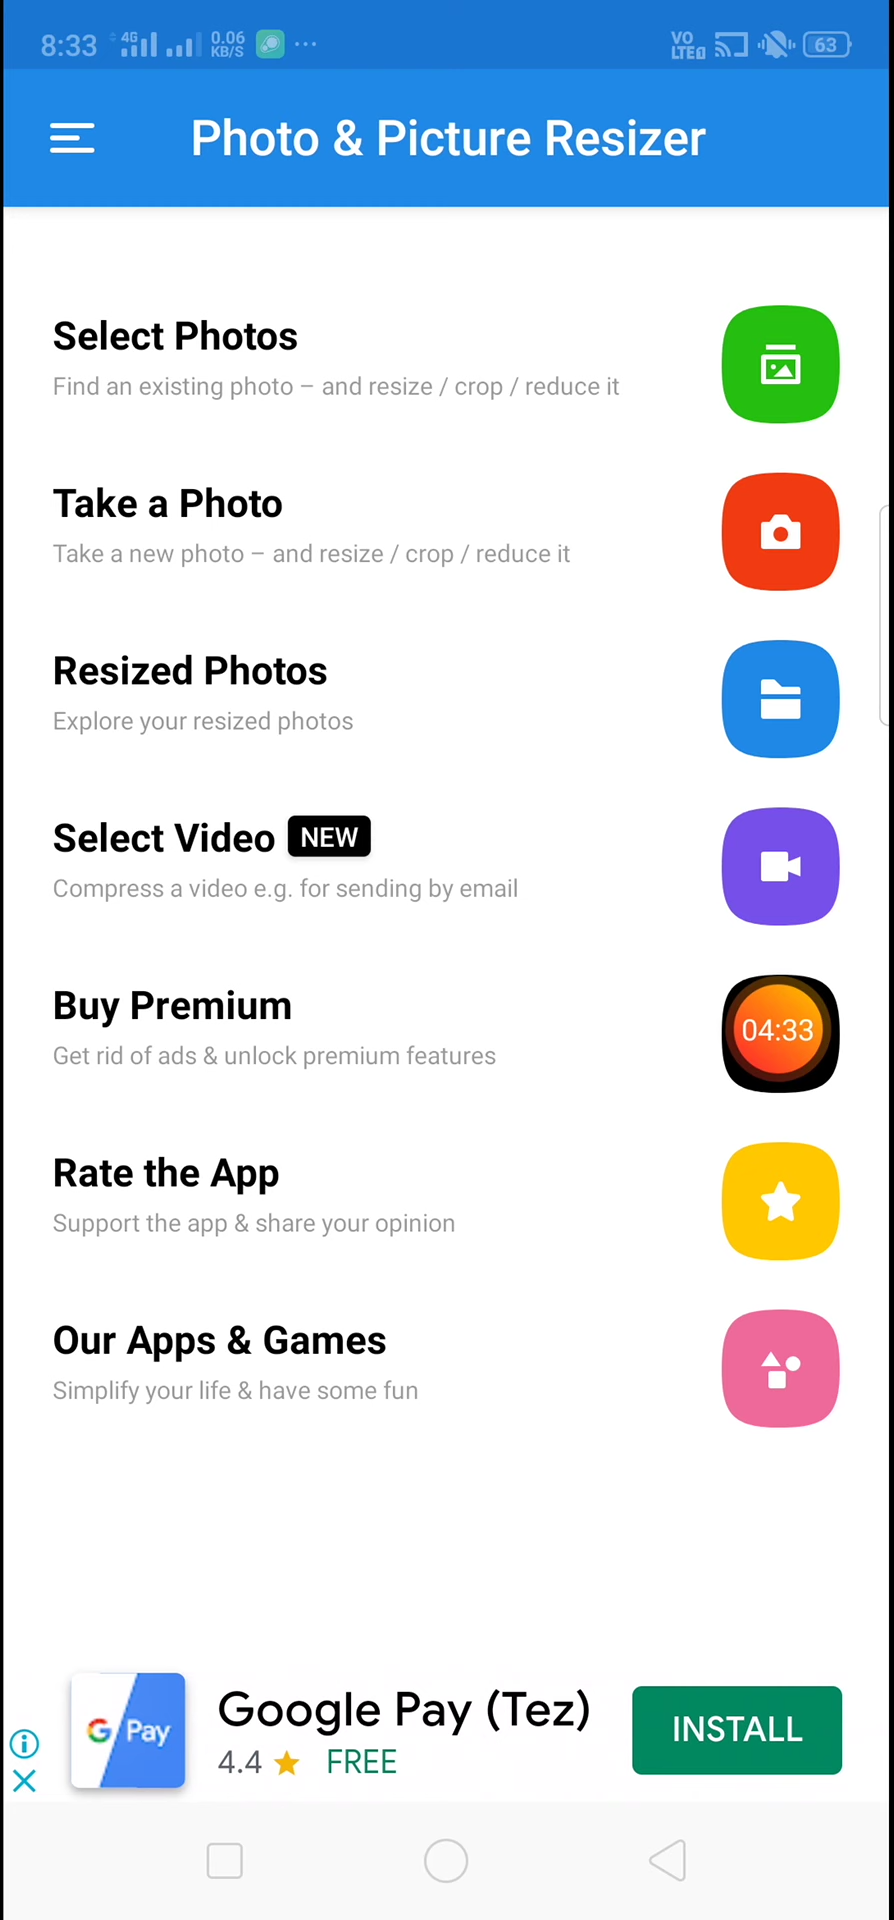 8:33 4G 0.06 KB/S ... VO LTE 63
Photo & Picture Resizer
Select Photos
Find an existing photo – and resize / crop / reduce it
Take a Photo
Take a new photo – and resize / crop / reduce it
Resized Photos
Explore your resized photos
Select Video NEW
Compress a video e.g. for sending by email
Buy Premium
04:33
Get rid of ads & unlock premium features
Rate the App
Support the app & share your opinion
Our Apps & Games
Simplify your life & have some fun
G Pay
Google Pay (Tez)
4.4 ★ FREE
INSTALL